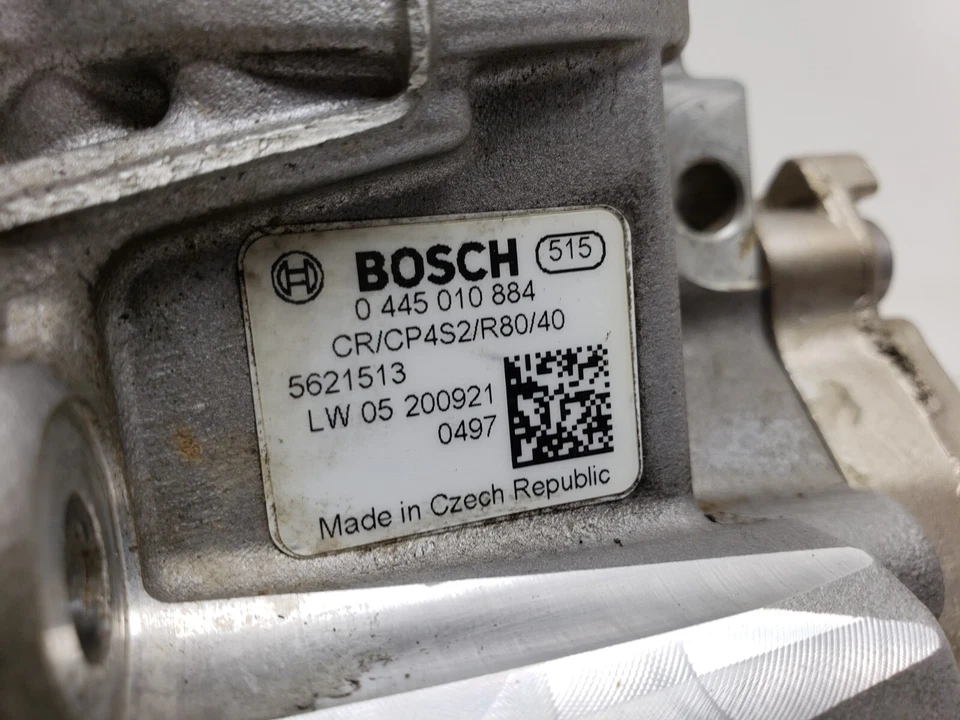 BOSCH 515
0 445 010 884
CR/CP4S2/R80/40
5621513
LW 05 200921
0497
Made in Czech Republic